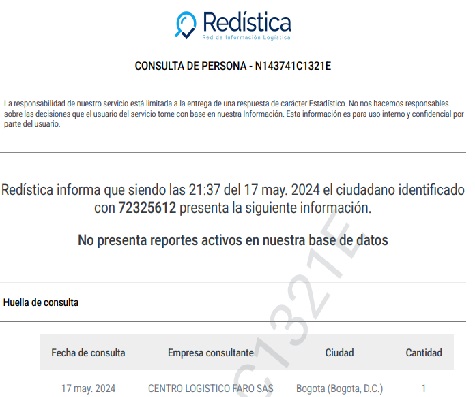 Redística
Red de Información Logística
CONSULTA DE PERSONA - N143741C1321E
La responsabilidad de nuestro servicio está limitada a la entrega de una respuesta de carácter Estadístico. No nos hacemos responsables
sobre las decisiones que el usuario del servicio tome con base en nuestra Información. Esta información es para uso interno y confidencial por
parte del usuario.
Redística informa que siendo las 21:37 del 17 may. 2024 el ciudadano identificado
con 72325612 presenta la siguiente información.
No presenta reportes activos en nuestra base de datos
Huella de consulta
Fecha de consulta Empresa consultante Ciudad Cantidad
17 may. 2024 CENTRO LOGISTICO FARO SAS Bogota (Bogota, D.C.) 1
C1321E